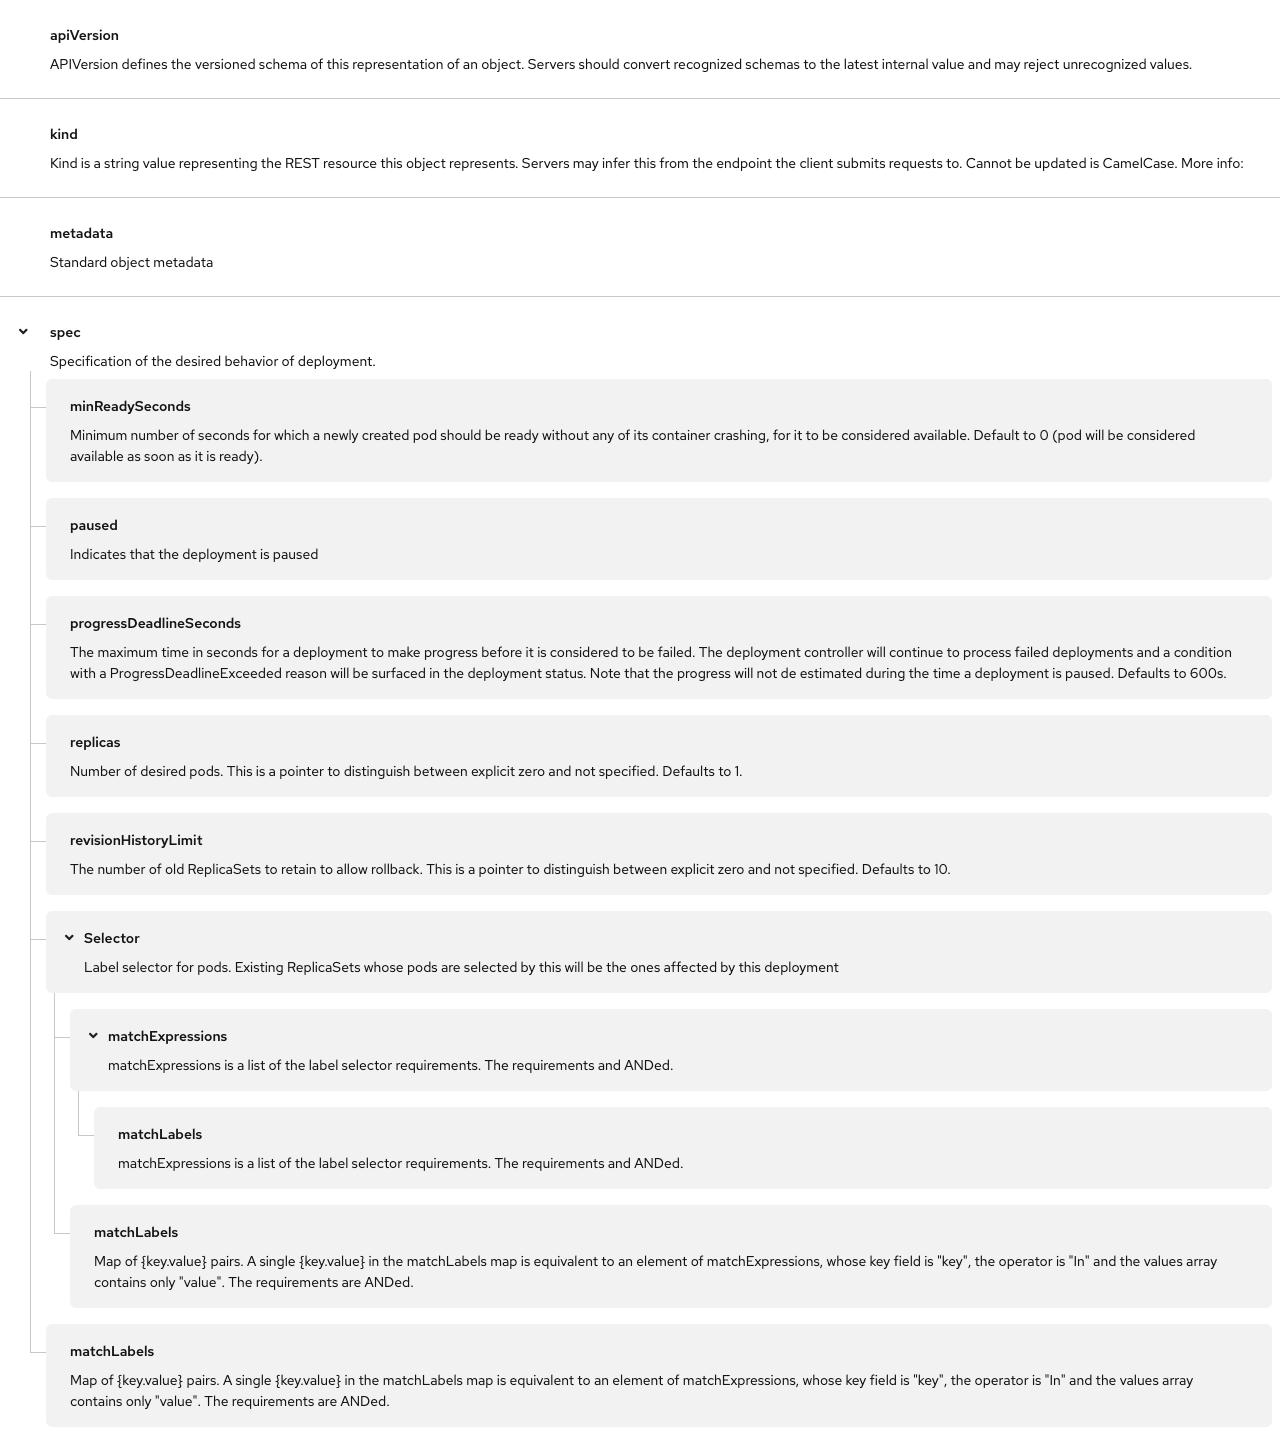 apiVersion
APIVersion defines the versioned schema of this representation of an object. Servers should convert recognized schemas to the latest internal value and may reject unrecognized values.
kind
Kind is a string value representing the REST resource this object represents. Servers may infer this from the endpoint the client submits requests to. Cannot be updated is CamelCase. More info:
metadata
Standard object metadata
spec
Specification of the desired behavior of deployment.
minReadySeconds
Minimum number of seconds for which a newly created pod should be ready without any of its container crashing, for it to be considered available. Default to 0 (pod will be considered
available as soon as it is ready).
paused
Indicates that the deployment is paused
progressDeadlineSeconds
The maximum time in seconds for a deployment to make progress before it is considered to be failed. The deployment controller will continue to process failed deployments and a condition
with a ProgressDeadlineExceeded reason will be surfaced in the deployment status. Note that the progress will not de estimated during the time a deployment is paused. Defaults to 600s.
replicas
Number of desired pods. This is a pointer to distinguish between explicit zero and not specified. Defaults to 1.
revisionHistoryLimit
The number of old ReplicaSets to retain to allow rollback. This is a pointer to distinguish between explicit zero and not specified. Defaults to 10.
Selector
Label selector for pods. Existing ReplicaSets whose pods are selected by this will be the ones affected by this deployment
matchExpressions
matchExpressions is a list of the label selector requirements. The requirements and ANDed.
matchLabels
matchExpressions is a list of the label selector requirements. The requirements and ANDed.
matchLabels
Map of {key.value} pairs. A single {key.value} in the matchLabels map is equivalent to an element of matchExpressions, whose key field is "key", the operator is "In" and the values array
contains only "value". The requirements are ANDed.
matchLabels
Map of {key.value} pairs. A single {key.value} in the matchLabels map is equivalent to an element of matchExpressions, whose key field is "key", the operator is "In" and the values array
contains only "value". The requirements are ANDed.